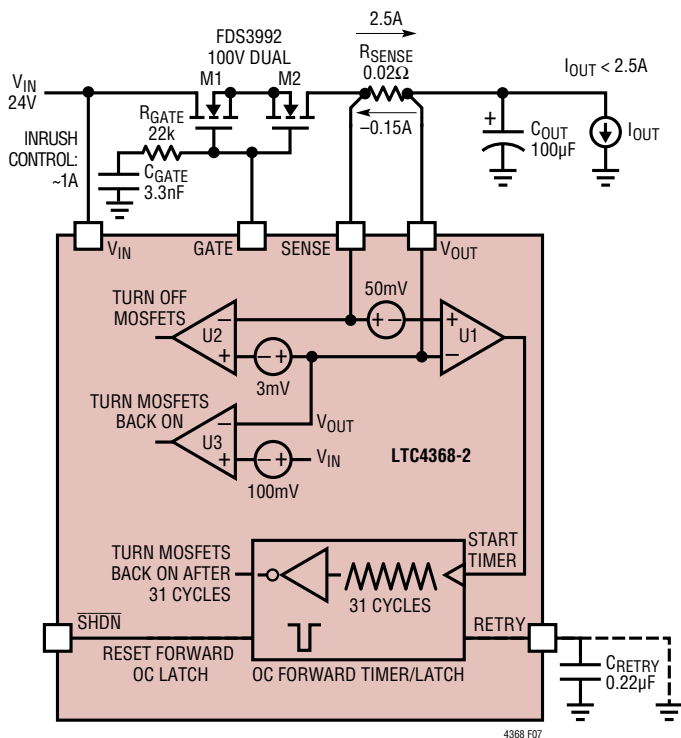 2.5A
FDS3992
100V DUAL
M1
M2
RSENSE
0.02Ω
IOUT < 2.5A
VIN
24V
RGATE
22k
–0.15A
+
COUT
100µF
IOUT
INRUSH
CONTROL:
~1A
CGATE
3.3nF
VIN
GATE
SENSE
VOUT
50mV
TURN OFF
MOSFETS
–
U2
+
+ –
+
U1
–
– +
3mV
TURN MOSFETS
BACK ON
–
U3
+
VOUT
– +
VIN
100mV
LTC4368-2
START
TIMER
TURN MOSFETS
BACK ON AFTER
31 CYCLES
31 CYCLES
SHDN
RETRY
RESET FORWARD
OC LATCH
OC FORWARD TIMER/LATCH
CRETRY
0.22µF
4368 F07